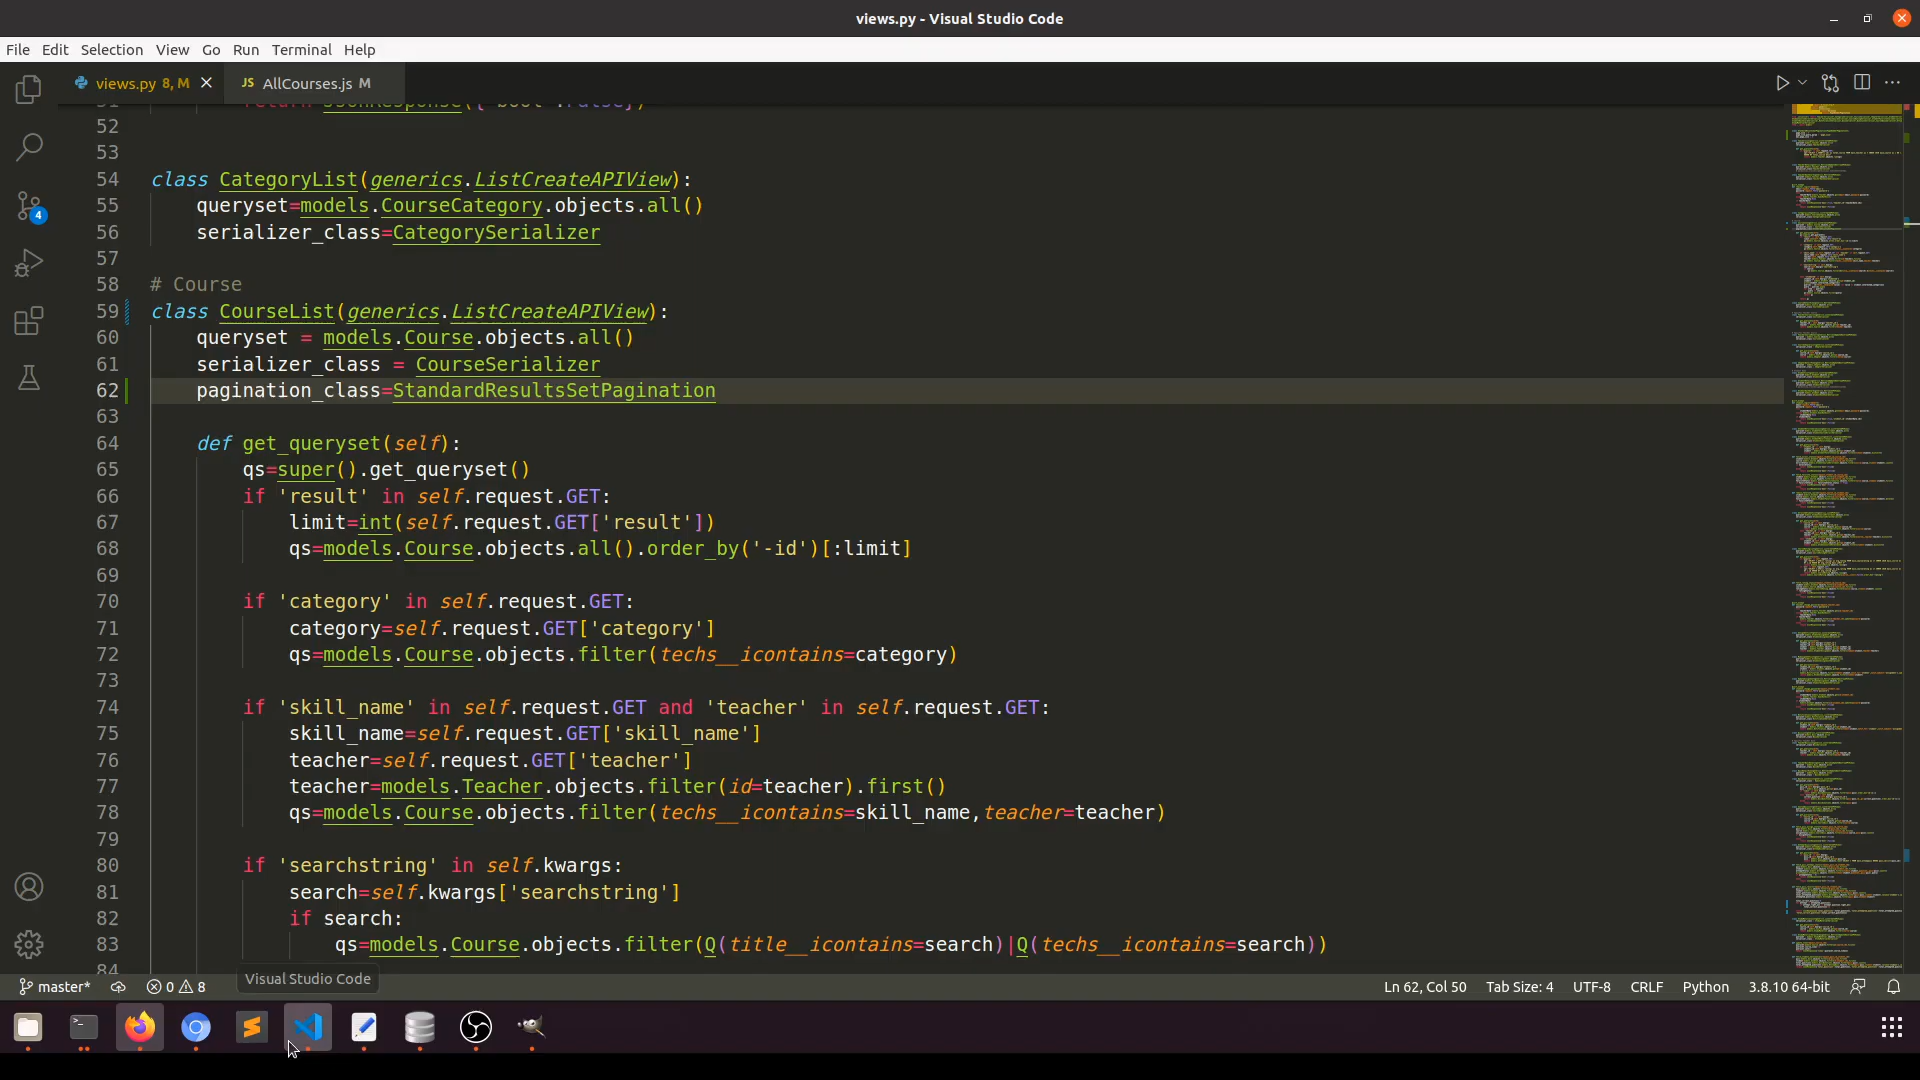 views.py - Visual Studio Code
File Edit Selection View Go Run Terminal Help
views.py 8, M
JS AllCourses.js M
52
53
54 class CategoryList(generics.ListCreateAPIView):
55 queryset=models.CourseCategory.objects.all()
56 serializer_class=CategorySerializer
57
58 # Course
59 class CourseList(generics.ListCreateAPIView):
60 queryset = models.Course.objects.all()
61 serializer_class = CourseSerializer
62 pagination_class=StandardResultsSetPagination
63
64 def get_queryset(self):
65 qs=super().get_queryset()
66 if 'result' in self.request.GET:
67 limit=int(self.request.GET['result'])
68 qs=models.Course.objects.all().order_by('-id')[:limit]
69
70 if 'category' in self.request.GET:
71 category=self.request.GET['category']
72 qs=models.Course.objects.filter(techs__icontains=category)
73
74 if 'skill_name' in self.request.GET and 'teacher' in self.request.GET:
75 skill_name=self.request.GET['skill_name']
76 teacher=self.request.GET['teacher']
77 teacher=models.Teacher.objects.filter(id=teacher).first()
78 qs=models.Course.objects.filter(techs__icontains=skill_name,teacher=teacher)
79
80 if 'searchstring' in self.kwargs:
81 search=self.kwargs['searchstring']
82 if search:
83 qs=models.Course.objects.filter(Q(title__icontains=search)|Q(techs__icontains=search))
84
4
Visual Studio Code
master* 0 8 Ln 62, Col 50 Tab Size: 4 UTF-8 CRLF Python 3.8.10 64-bit